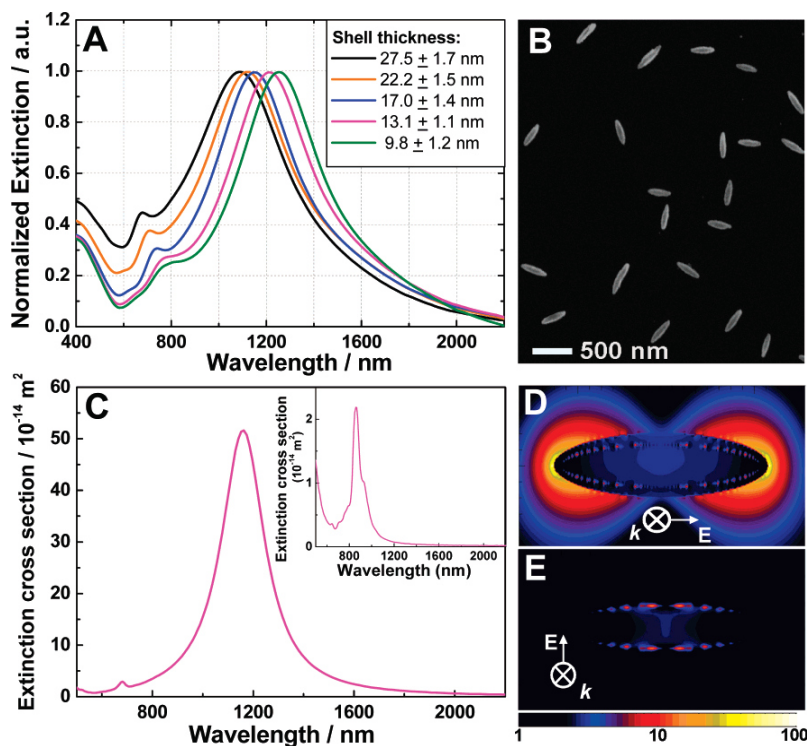 A
Shell thickness:
27.5 ± 1.7 nm
22.2 ± 1.5 nm
17.0 ± 1.4 nm
13.1 ± 1.1 nm
9.8 ± 1.2 nm
Normalized Extinction / a.u.
1.2
1.0
0.8
0.6
0.4
0.2
0.0
400 800 1200 1600 2000
Wavelength / nm
B
500 nm
C
Extinction cross section / 10⁻¹⁴ m²
60
50
40
30
20
10
0
800 1200 1600 2000
Wavelength / nm
Extinction cross section
(10⁻¹⁴ m²)
2
1
0
800 1200 1600 2000
Wavelength (nm)
D
k E
E
E
k
1 10 100